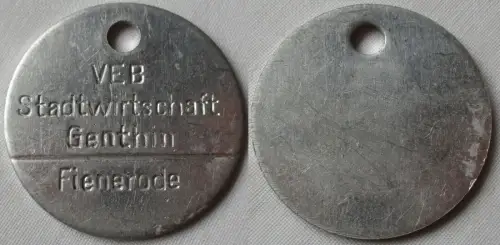 VEB
Stadtwirtschaft
Genthin
Fienerode